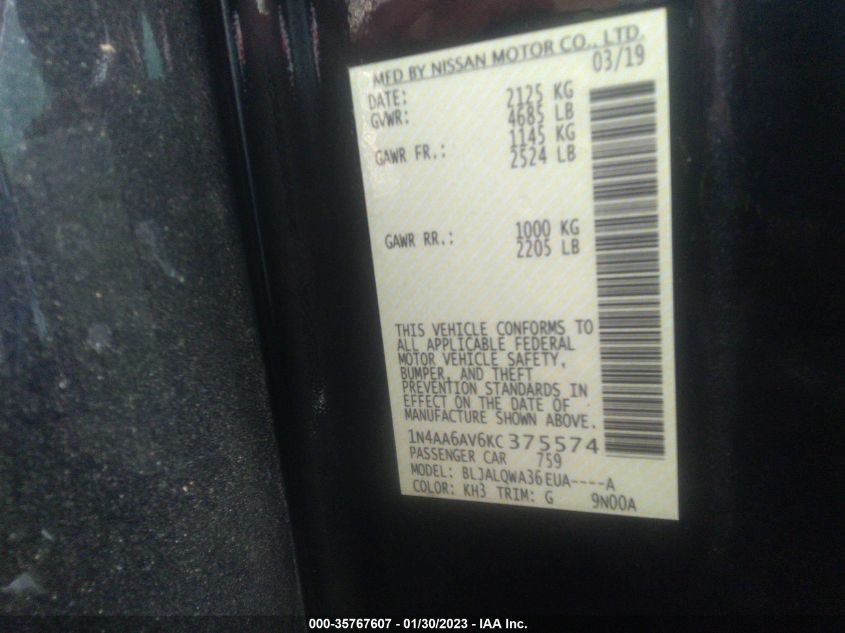 MFD BY NISSAN MOTOR CO., LTD.
DATE: 03/19
GVWR: 2125 KG
4685 LB
GAWR FR.: 1145 KG
2524 LB
GAWR RR.: 1000 KG
2205 LB
THIS VEHICLE CONFORMS TO
ALL APPLICABLE FEDERAL
MOTOR VEHICLE SAFETY,
BUMPER, AND THEFT
PREVENTION STANDARDS IN
EFFECT ON THE DATE OF
MANUFACTURE SHOWN ABOVE.
1N4AA6AV6KC375574
PASSENGER CAR 759
MODEL: BLJALQWA36EUA----A
COLOR: KH3 TRIM: G 9N00A
000-35767607 - 01/30/2023 - IAA Inc.